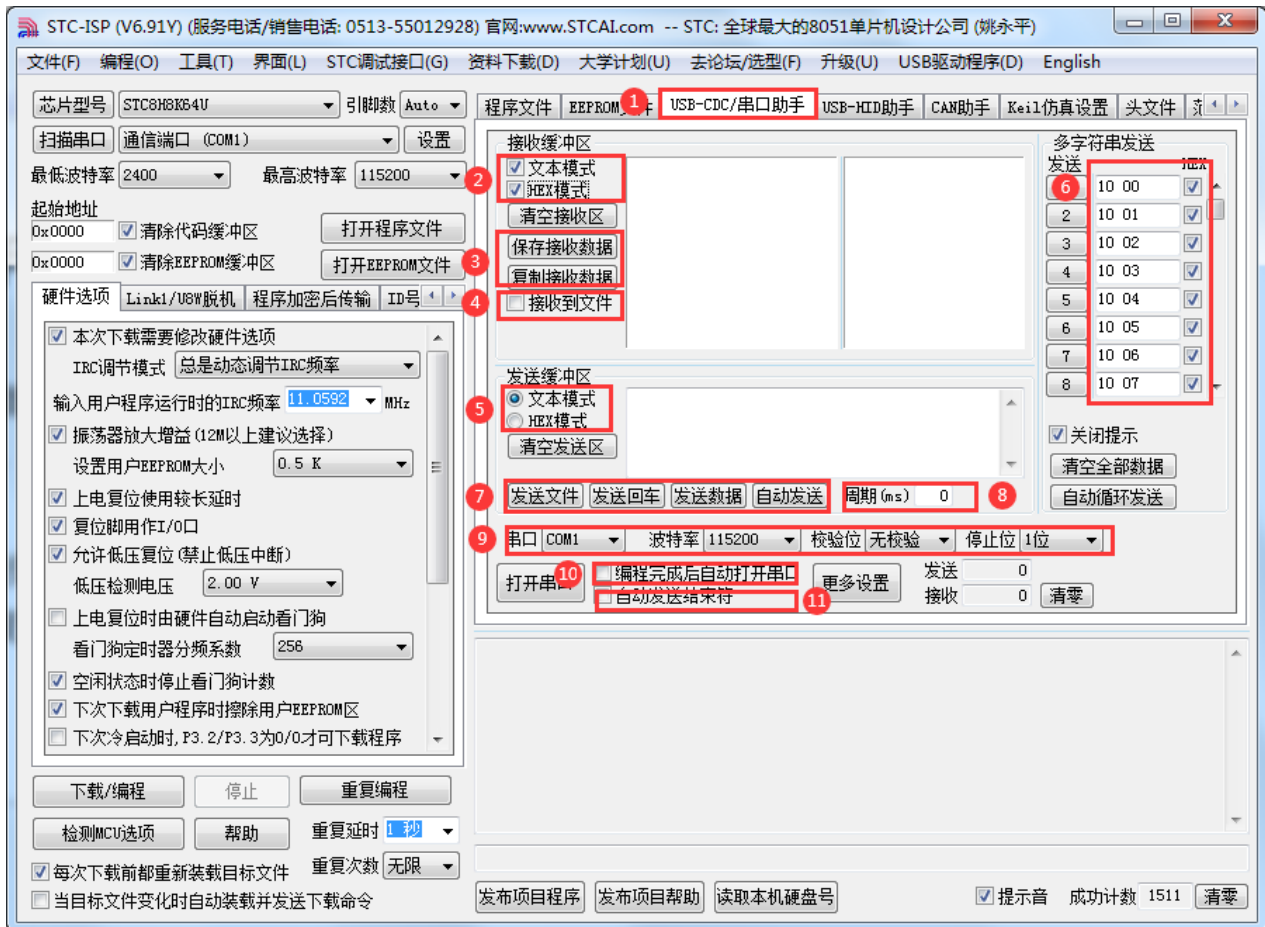 STC-ISP (V6.91Y) (服务电话/销售电话: 0513-55012928) 官网:www.STCAI.com -- STC: 全球最大的8051单片机设计公司 (姚永平)
文件(F) 编程(O) 工具(T) 界面(L) STC调试接口(G) 资料下载(D) 大学计划(U) 去论坛/选型(F) 升级(U) USB驱动程序(D) English
芯片型号 STC8H8K64U 引脚数 Auto
扫描串口 通信端口 (COM1) 设置
最低波特率 2400 最高波特率 115200
起始地址
0x0000 清除代码缓冲区 打开程序文件
0x0000 清除EEPROM缓冲区 打开EEPROM文件
硬件选项 Link1/U8W脱机 程序加密后传输 ID号
本次下载需要修改硬件选项
IRC调节模式 总是动态调节IRC频率
输入用户程序运行时的IRC频率 11.0592 MHz
振荡器放大增益(12M以上建议选择)
设置用户EEPROM大小 0.5 K
上电复位使用较长延时
复位脚用作I/O口
允许低压复位(禁止低压中断)
低压检测电压 2.00 V
上电复位时由硬件自动启动看门狗
看门狗定时器分频系数 256
空闲状态时停止看门狗计数
下次下载用户程序时擦除用户EEPROM区
下次冷启动时,P3.2/P3.3为0/0才可下载程序
下载/编程 停止 重复编程
检测MCU选项 帮助 重复延时 1 秒
每次下载前都重新装载目标文件 重复次数 无限
当目标文件变化时自动装载并发送下载命令
程序文件 EEPROM 1 USB-CDC/串口助手 USB-HID助手 CAN助手 Keil仿真设置 头文件
接收缓冲区
2 文本模式
HEX模式
清空接收区
3 保存接收数据
复制接收数据
4 接收到文件
发送缓冲区
5 文本模式
HEX模式
清空发送区
7 发送文件 发送回车 发送数据 自动发送 周期(ms) 0 8
多字符串发送
发送 HEX
6 10 00
2 10 01
3 10 02
4 10 03
5 10 04
6 10 05
7 10 06
8 10 07
关闭提示
清空全部数据
自动循环发送
9 串口 COM1 波特率 115200 校验位 无校验 停止位 1位
打开串口 10 编程完成后自动打开串口 更多设置 发送 0
自动发送结束符 11 接收 0 清零
发布项目程序 发布项目帮助 读取本机硬盘号 提示音 成功计数 1511 清零